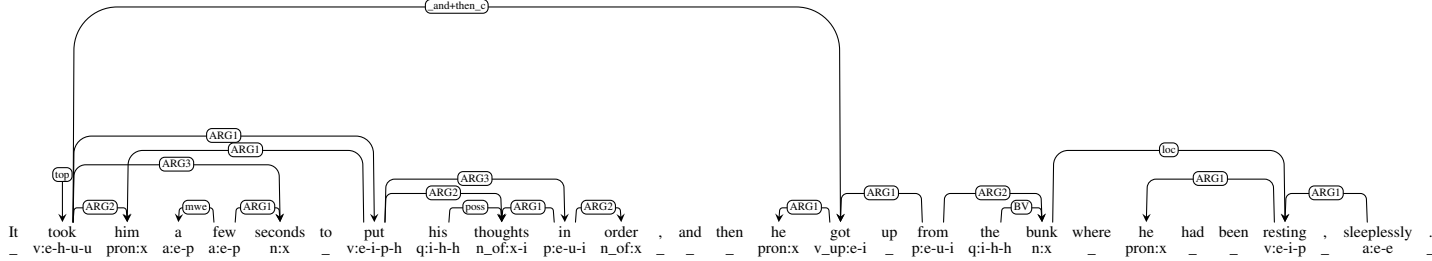 _and+then_c
ARG1
ARG1 loc
top ARG3
ARG3 ARG1
ARG2 ARG1 ARG2 ARG1
ARG2 mwe ARG1 poss ARG1 ARG2 ARG1 BV
It took him a few seconds to put his thoughts in order , and then he got up from the bunk where he had been resting , sleeplessly .
_ v:e-h-u-u pron:x a:e-p a:e-p n:x _ v:e-i-p-h q:i-h-h n_of:x-i p:e-u-i n_of:x _ _ _ pron:x v_up:e-i _ p:e-u-i q:i-h-h n:x _ pron:x _ _ v:e-i-p _ a:e-e _